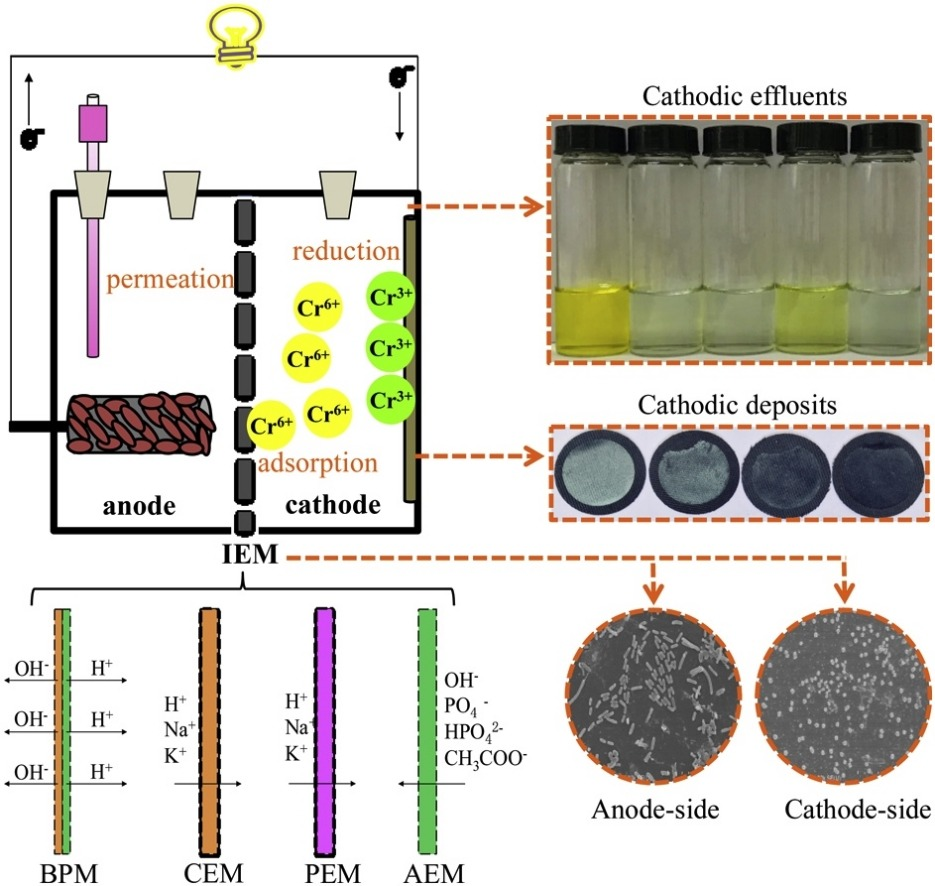 Cathodic effluents
reduction
permeation
Cr⁶⁺
Cr³⁺
Cr⁶⁺
Cr³⁺
Cr⁶⁺
Cr⁶⁺
Cr³⁺
adsorption
anode
cathode
Cathodic deposits
IEM
OH⁻ H⁺
OH⁻ H⁺
OH⁻ H⁺
BPM
H⁺
Na⁺
K⁺
CEM
H⁺
Na⁺
K⁺
PEM
OH⁻
PO₄ ⁻
HPO₄²⁻
CH₃COO⁻
AEM
Anode-side
Cathode-side